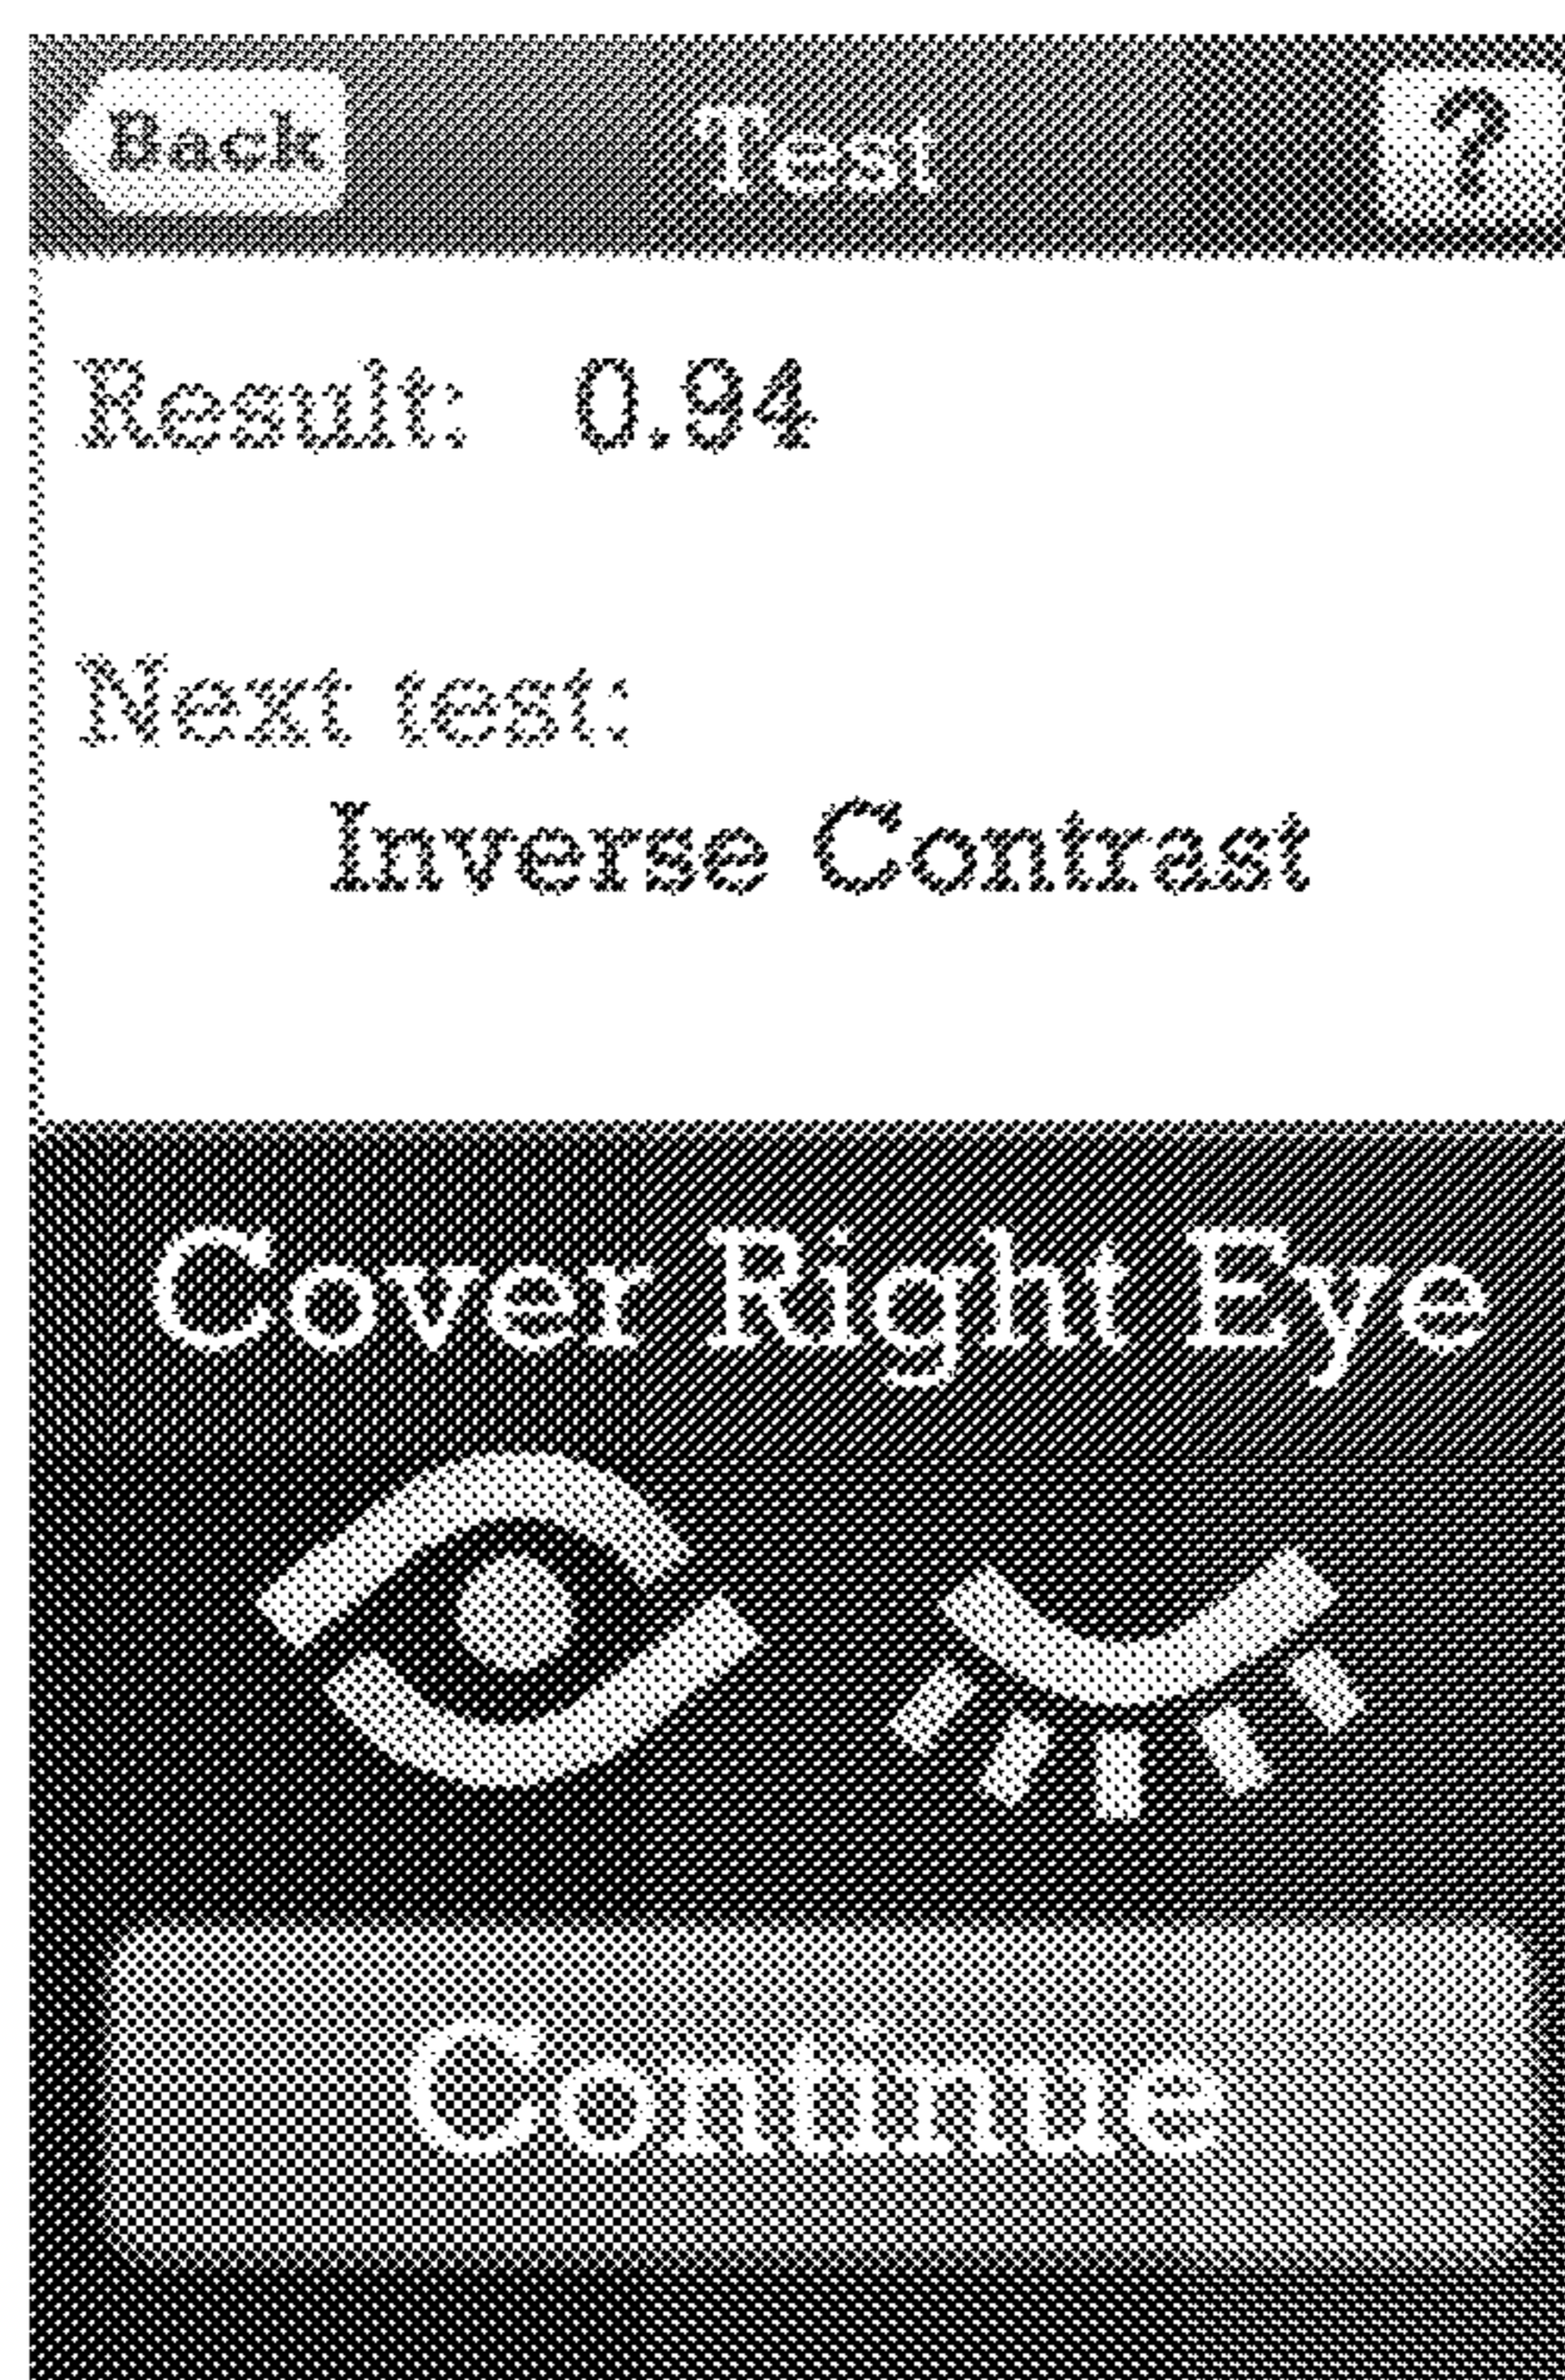 Back Test ?
Result: 0.94
Next test:
Inverse Contrast
Cover Right Eye
Continue